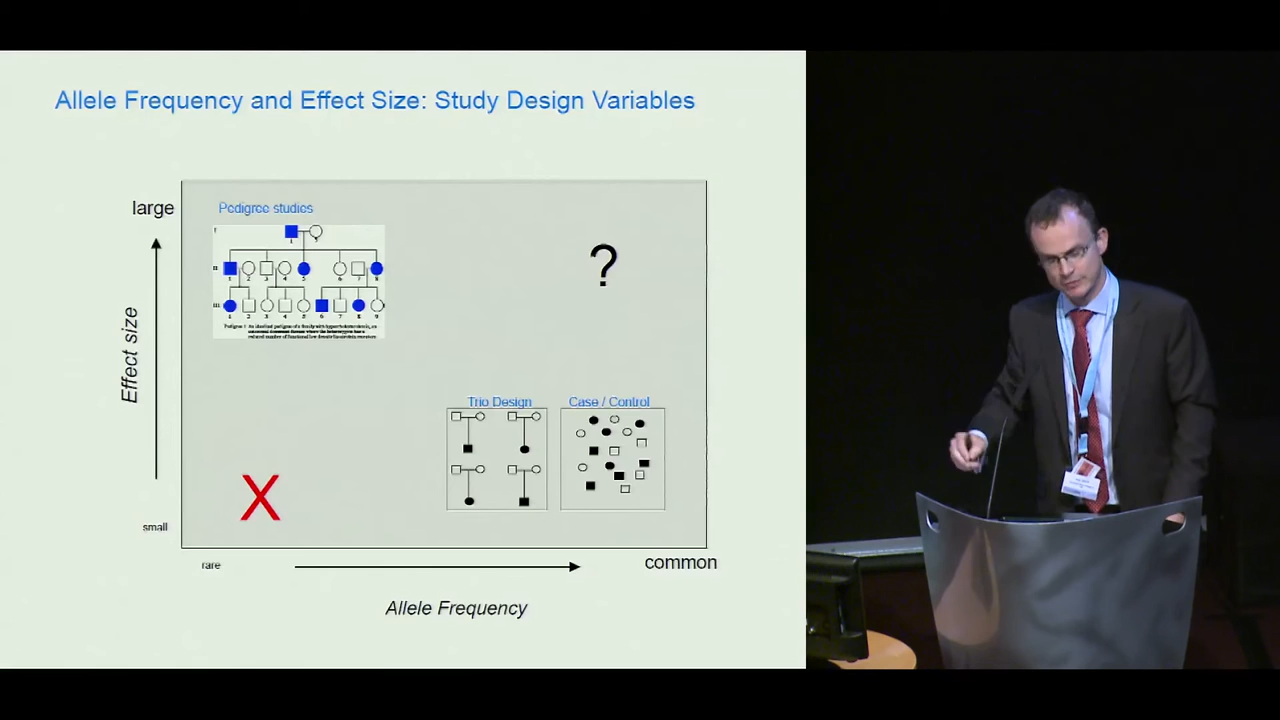 Allele Frequency and Effect Size: Study Design Variables
large
Pedigree studies
?
Effect size
Trio Design
Case / Control
X
small
rare
common
Allele Frequency